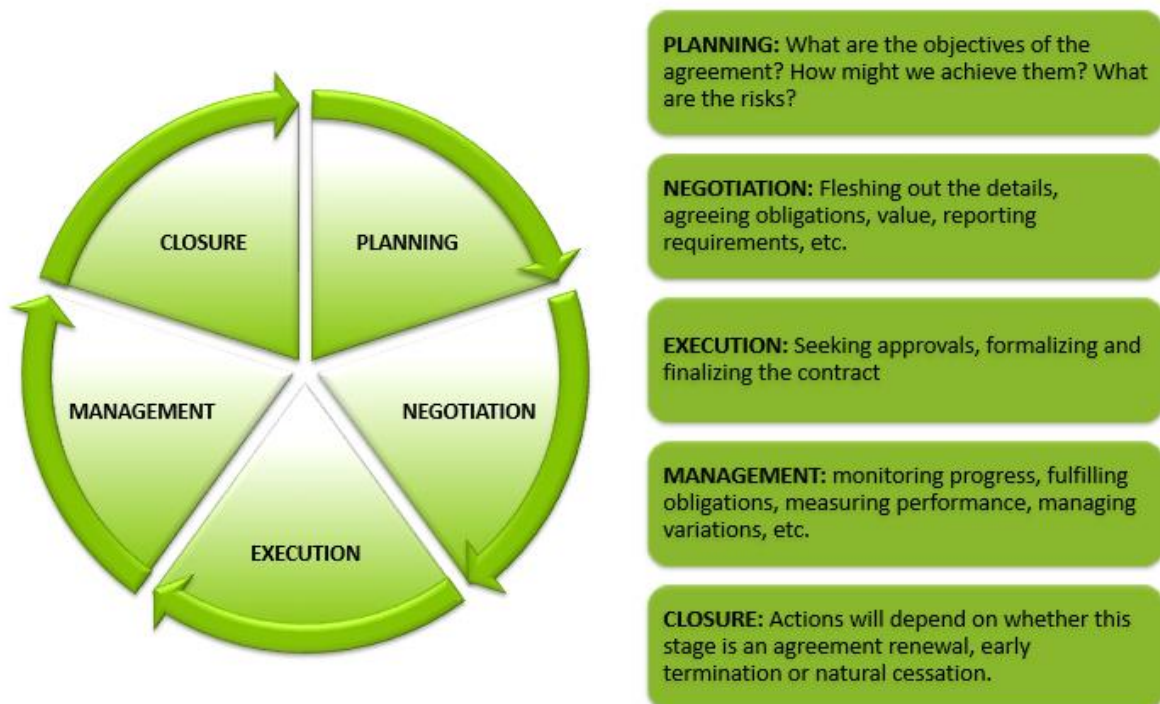 CLOSURE
PLANNING
MANAGEMENT
NEGOTIATION
EXECUTION
PLANNING: What are the objectives of the
agreement? How might we achieve them? What
are the risks?
NEGOTIATION: Fleshing out the details,
agreeing obligations, value, reporting
requirements, etc.
EXECUTION: Seeking approvals, formalizing and
finalizing the contract
MANAGEMENT: monitoring progress, fulfilling
obligations, measuring performance, managing
variations, etc.
CLOSURE: Actions will depend on whether this
stage is an agreement renewal, early
termination or natural cessation.